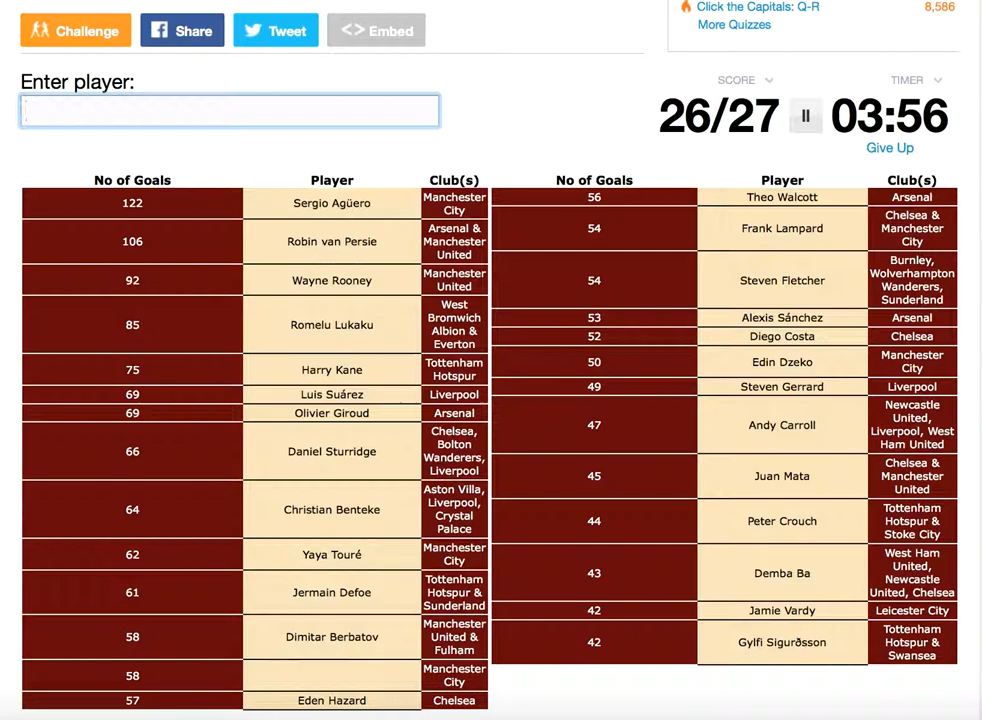 Challenge
Share
Tweet
<> Embed
Click the Capitals: Q-R
8,586
More Quizzes
Enter player:
SCORE
TIMER
26/27
03:56
Give Up
No of Goals Player Club(s)
122 Sergio Agüero Manchester
City
106 Robin van Persie Arsenal &
Manchester
United
92 Wayne Rooney Manchester
United
85 Romelu Lukaku West
Bromwich
Albion &
Everton
75 Harry Kane Tottenham
Hotspur
69 Luis Suárez Liverpool
69 Olivier Giroud Arsenal
66 Daniel Sturridge Chelsea,
Bolton
Wanderers,
Liverpool
64 Christian Benteke Aston Villa,
Liverpool,
Crystal
Palace
62 Yaya Touré Manchester
City
61 Jermain Defoe Tottenham
Hotspur &
Sunderland
58 Dimitar Berbatov Manchester
United &
Fulham
58 Manchester
City
57 Eden Hazard Chelsea
No of Goals Player Club(s)
56 Theo Walcott Arsenal
54 Frank Lampard Chelsea &
Manchester
City
54 Steven Fletcher Burnley,
Wolverhampton
Wanderers,
Sunderland
53 Alexis Sánchez Arsenal
52 Diego Costa Chelsea
50 Edin Dzeko Manchester
City
49 Steven Gerrard Liverpool
47 Andy Carroll Newcastle
United,
Liverpool, West
Ham United
45 Juan Mata Chelsea &
Manchester
United
44 Peter Crouch Tottenham
Hotspur &
Stoke City
43 Demba Ba West Ham
United,
Newcastle
United, Chelsea
42 Jamie Vardy Leicester City
42 Gylfi Sigurðsson Tottenham
Hotspur &
Swansea